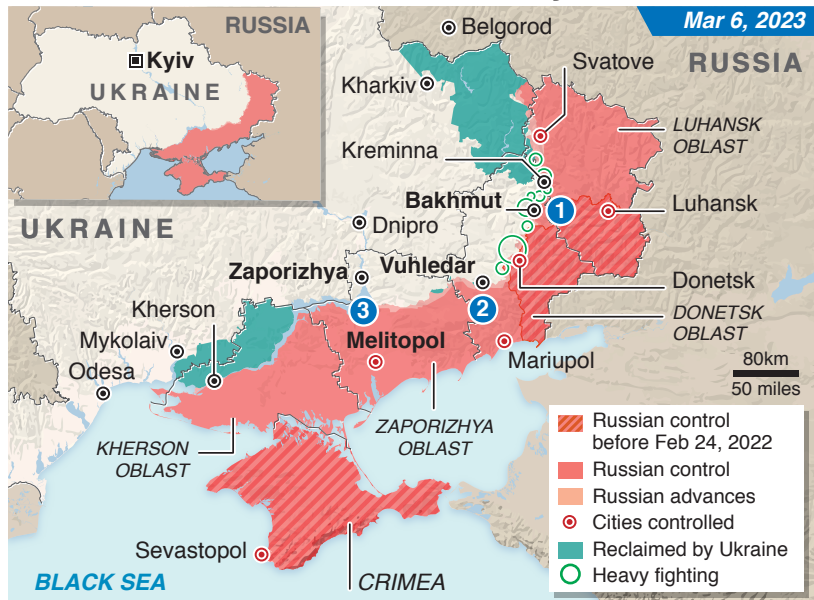 Mar 6, 2023
RUSSIA
Kyiv
UKRAINE
Belgorod
Svatove
RUSSIA
Kharkiv
LUHANSK
OBLAST
Kreminna
Bakhmut
1
Luhansk
UKRAINE
Dnipro
Zaporizhya
Vuhledar
Donetsk
Kherson
3
2
DONETSK
OBLAST
Mykolaiv
Melitopol
Mariupol
Odesa
80km
50 miles
KHERSON
OBLAST
ZAPORIZHYA
OBLAST
Russian control
before Feb 24, 2022
Russian control
Russian advances
Cities controlled
Reclaimed by Ukraine
Heavy fighting
Sevastopol
BLACK SEA
CRIMEA